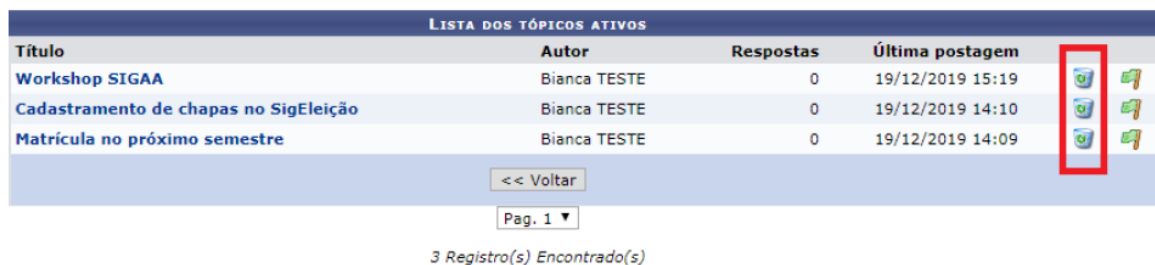 LISTA DOS TÓPICOS ATIVOS
Título Autor Respostas Última postagem
Workshop SIGAA Bianca TESTE 0 19/12/2019 15:19
Cadastramento de chapas no SigEleição Bianca TESTE 0 19/12/2019 14:10
Matrícula no próximo semestre Bianca TESTE 0 19/12/2019 14:09
<< Voltar
Pag. 1 ▼
3 Registro(s) Encontrado(s)